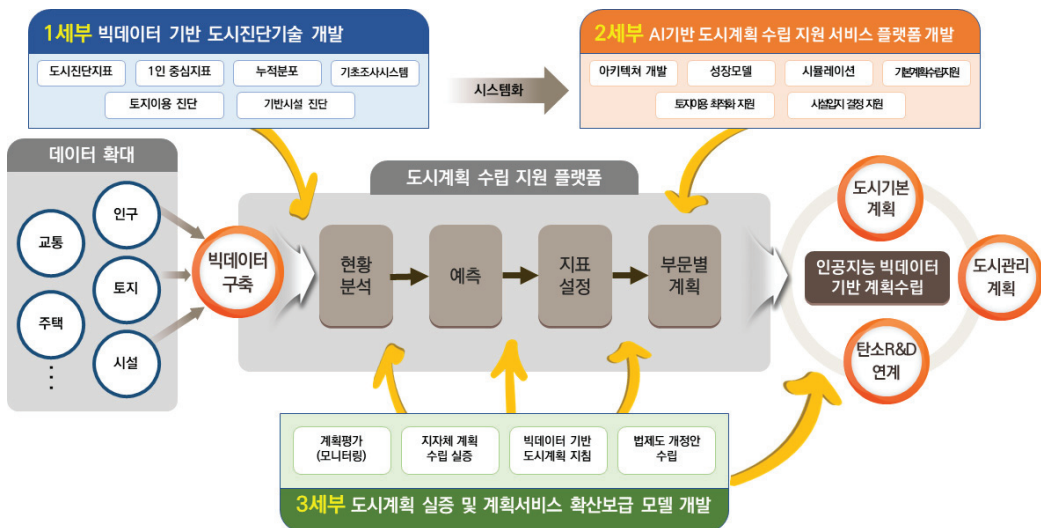 1세부 빅데이터 기반 도시진단기술 개발
도시진단지표
1인 중심지표
누적분포
기초조사시스템
토지이용 진단
기반시설 진단
시스템화
2세부 AI기반 도시계획 수립 지원 서비스 플랫폼 개발
아키텍쳐 개발
성장모델
시뮬레이션
기본계획수립지원
토지이용 최적화 지원
시설입지 결정 지원
데이터 확대
인구
교통
토지
주택
시설
빅데이터
구축
도시계획 수립 지원 플랫폼
현황
분석
예측
지표
설정
부문별
계획
도시기본
계획
인공지능 빅데이터
기반 계획수립
도시관리
계획
탄소R&D
연계
계획평가
(모니터링)
지자체 계획
수립 실증
빅데이터 기반
도시계획 지침
법제도 개정안
수립
3세부 도시계획 실증 및 계획서비스 확산보급 모델 개발